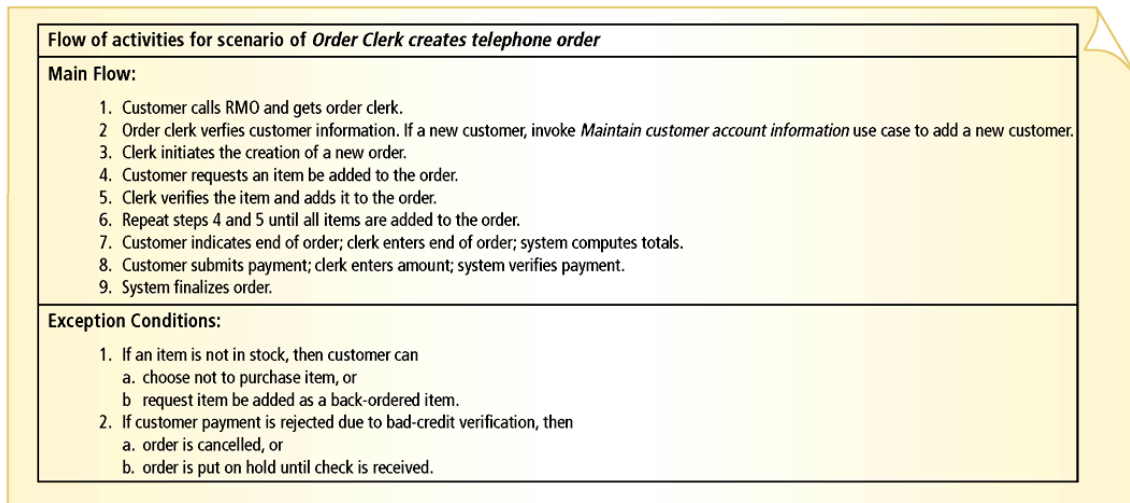 Flow of activities for scenario of Order Clerk creates telephone order
Main Flow:
1. Customer calls RMO and gets order clerk.
2 Order clerk verfies customer information. If a new customer, invoke Maintain customer account information use case to add a new customer.
3. Clerk initiates the creation of a new order.
4. Customer requests an item be added to the order.
5. Clerk verifies the item and adds it to the order.
6. Repeat steps 4 and 5 until all items are added to the order.
7. Customer indicates end of order; clerk enters end of order; system computes totals.
8. Customer submits payment; clerk enters amount; system verifies payment.
9. System finalizes order.
Exception Conditions:
1. If an item is not in stock, then customer can
a. choose not to purchase item, or
b request item be added as a back-ordered item.
2. If customer payment is rejected due to bad-credit verification, then
a. order is cancelled, or
b. order is put on hold until check is received.